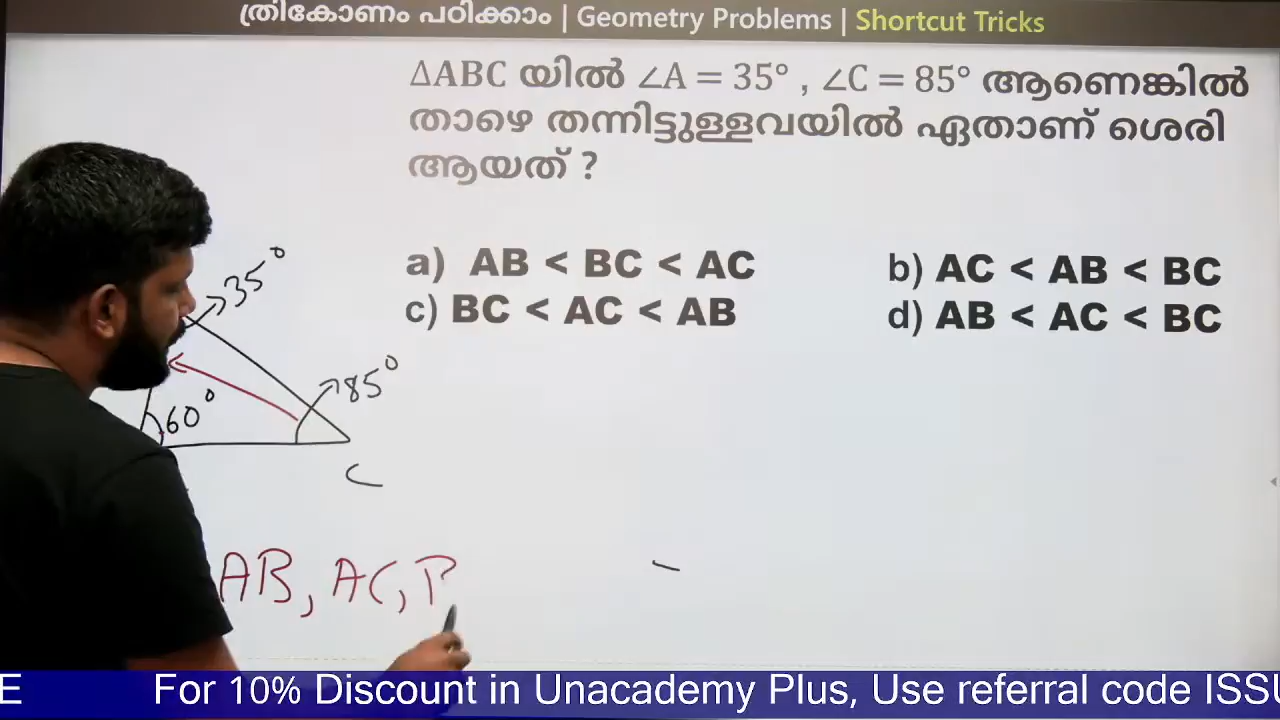 ത്രികോണം പഠിക്കാം | Geometry Problems | Shortcut Tricks
ΔABC യിൽ ∠A = 35° , ∠C = 85° ആണെങ്കിൽ
താഴെ തന്നിട്ടുള്ളവയിൽ ഏതാണ് ശെരി
ആയത് ?
a) AB < BC < AC
b) AC < AB < BC
c) BC < AC < AB
d) AB < AC < BC
35°
85°
60°
C
AB, AC,
E For 10% Discount in Unacademy Plus, Use referral code ISSU